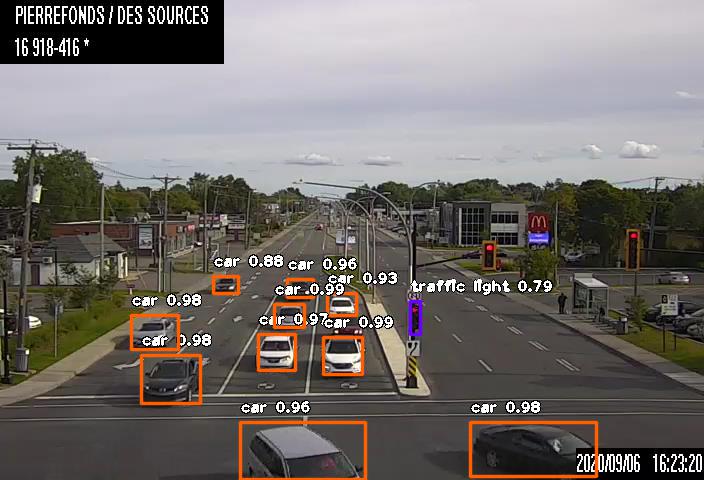 PIERREFONDS / DES SOURCES
16 918-416 *
car 0.88
car 0.96
car 0.93
car 0.99
traffic light 0.79
car 0.98
car 0.97
car 0.99
car 0.98
car 0.96
car 0.98
2020/09/06 16:23:20